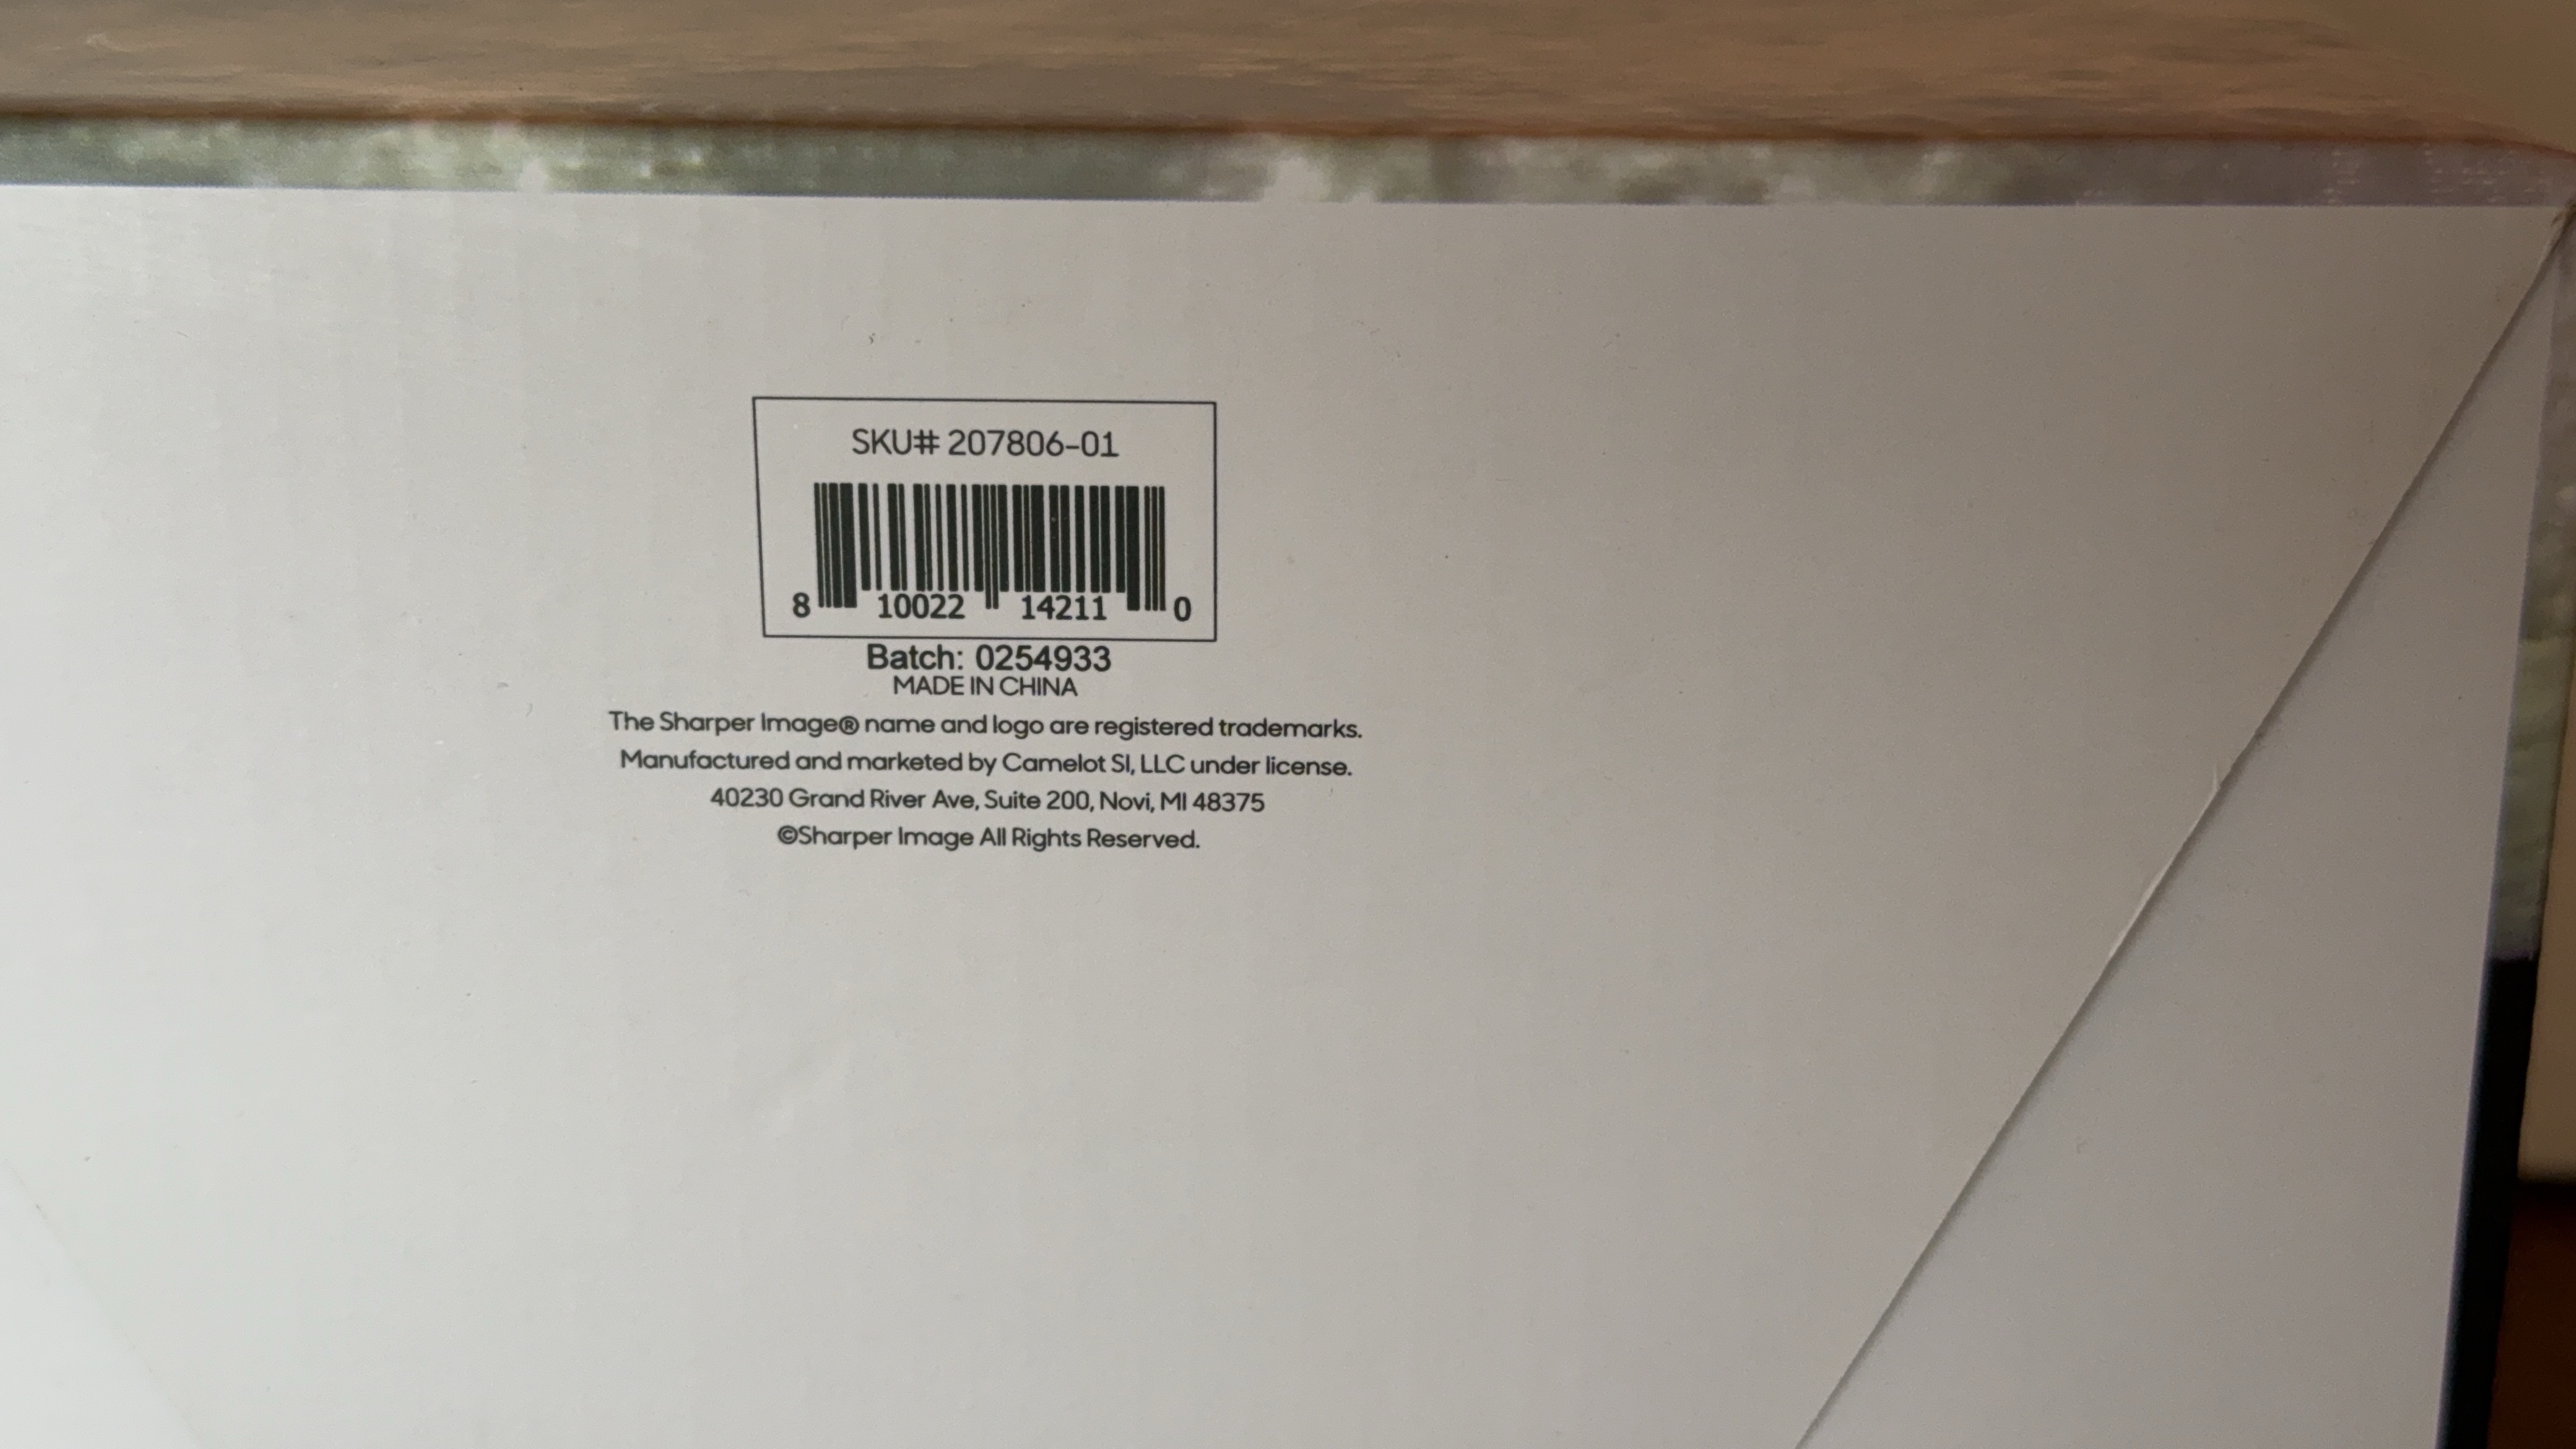 SKU# 207806-01
8 10022 14211 0
Batch: 0254933
MADE IN CHINA
The Sharper Image® name and logo are registered trademarks.
Manufactured and marketed by Camelot SI, LLC under license.
40230 Grand River Ave, Suite 200, Novi, MI 48375
©Sharper Image All Rights Reserved.